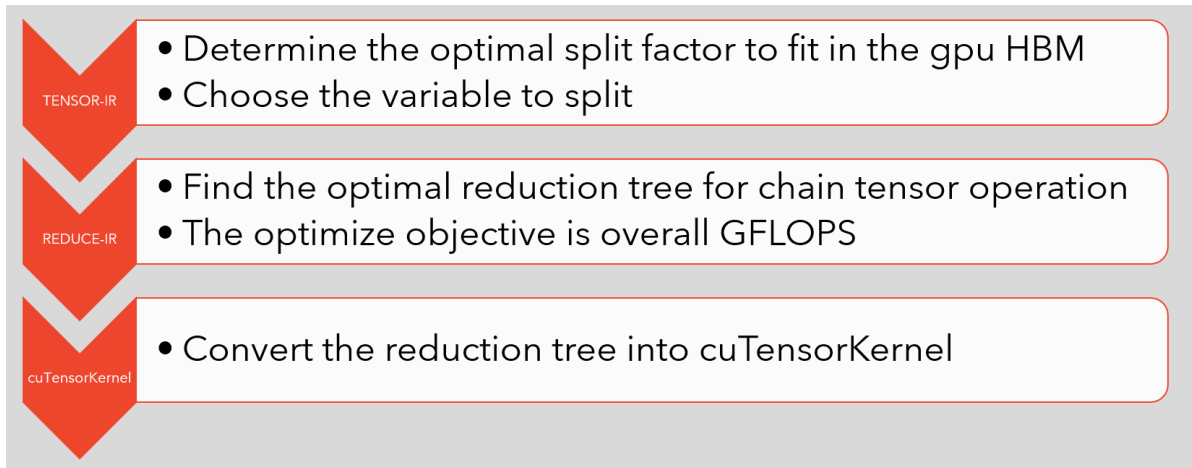 TENSOR-IR
• Determine the optimal split factor to fit in the gpu HBM
• Choose the variable to split
REDUCE-IR
• Find the optimal reduction tree for chain tensor operation
• The optimize objective is overall GFLOPS
cuTensorKernel
• Convert the reduction tree into cuTensorKernel